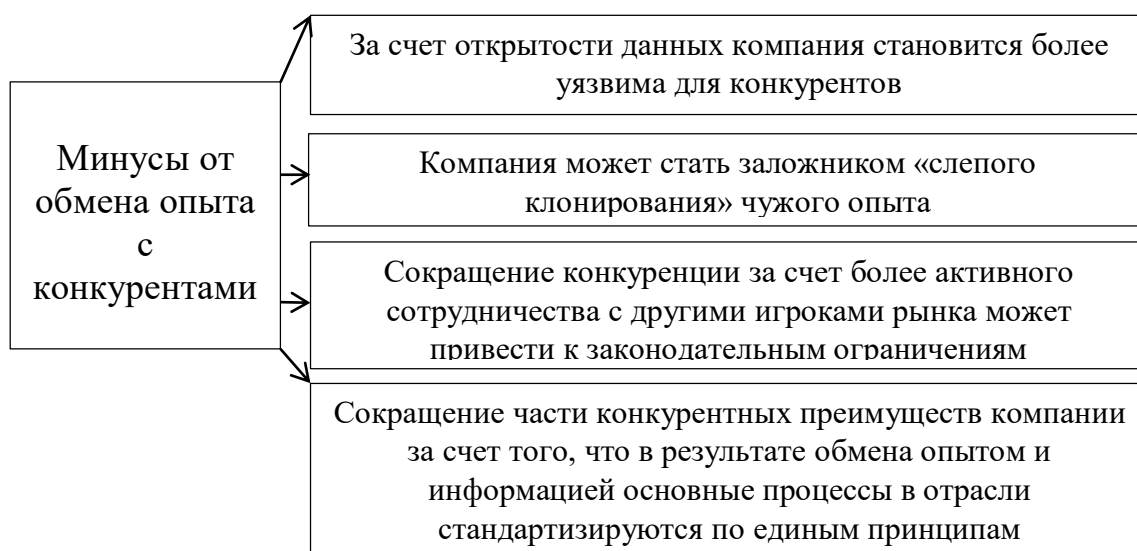 Минусы от
обмена опыта
с
конкурентами
За счет открытости данных компания становится более
уязвима для конкурентов
Компания может стать заложником «слепого
клонирования» чужого опыта
Сокращение конкуренции за счет более активного
сотрудничества с другими игроками рынка может
привести к законодательным ограничениям
Сокращение части конкурентных преимуществ компании
за счет того, что в результате обмена опытом и
информацией основные процессы в отрасли
стандартизируются по единым принципам